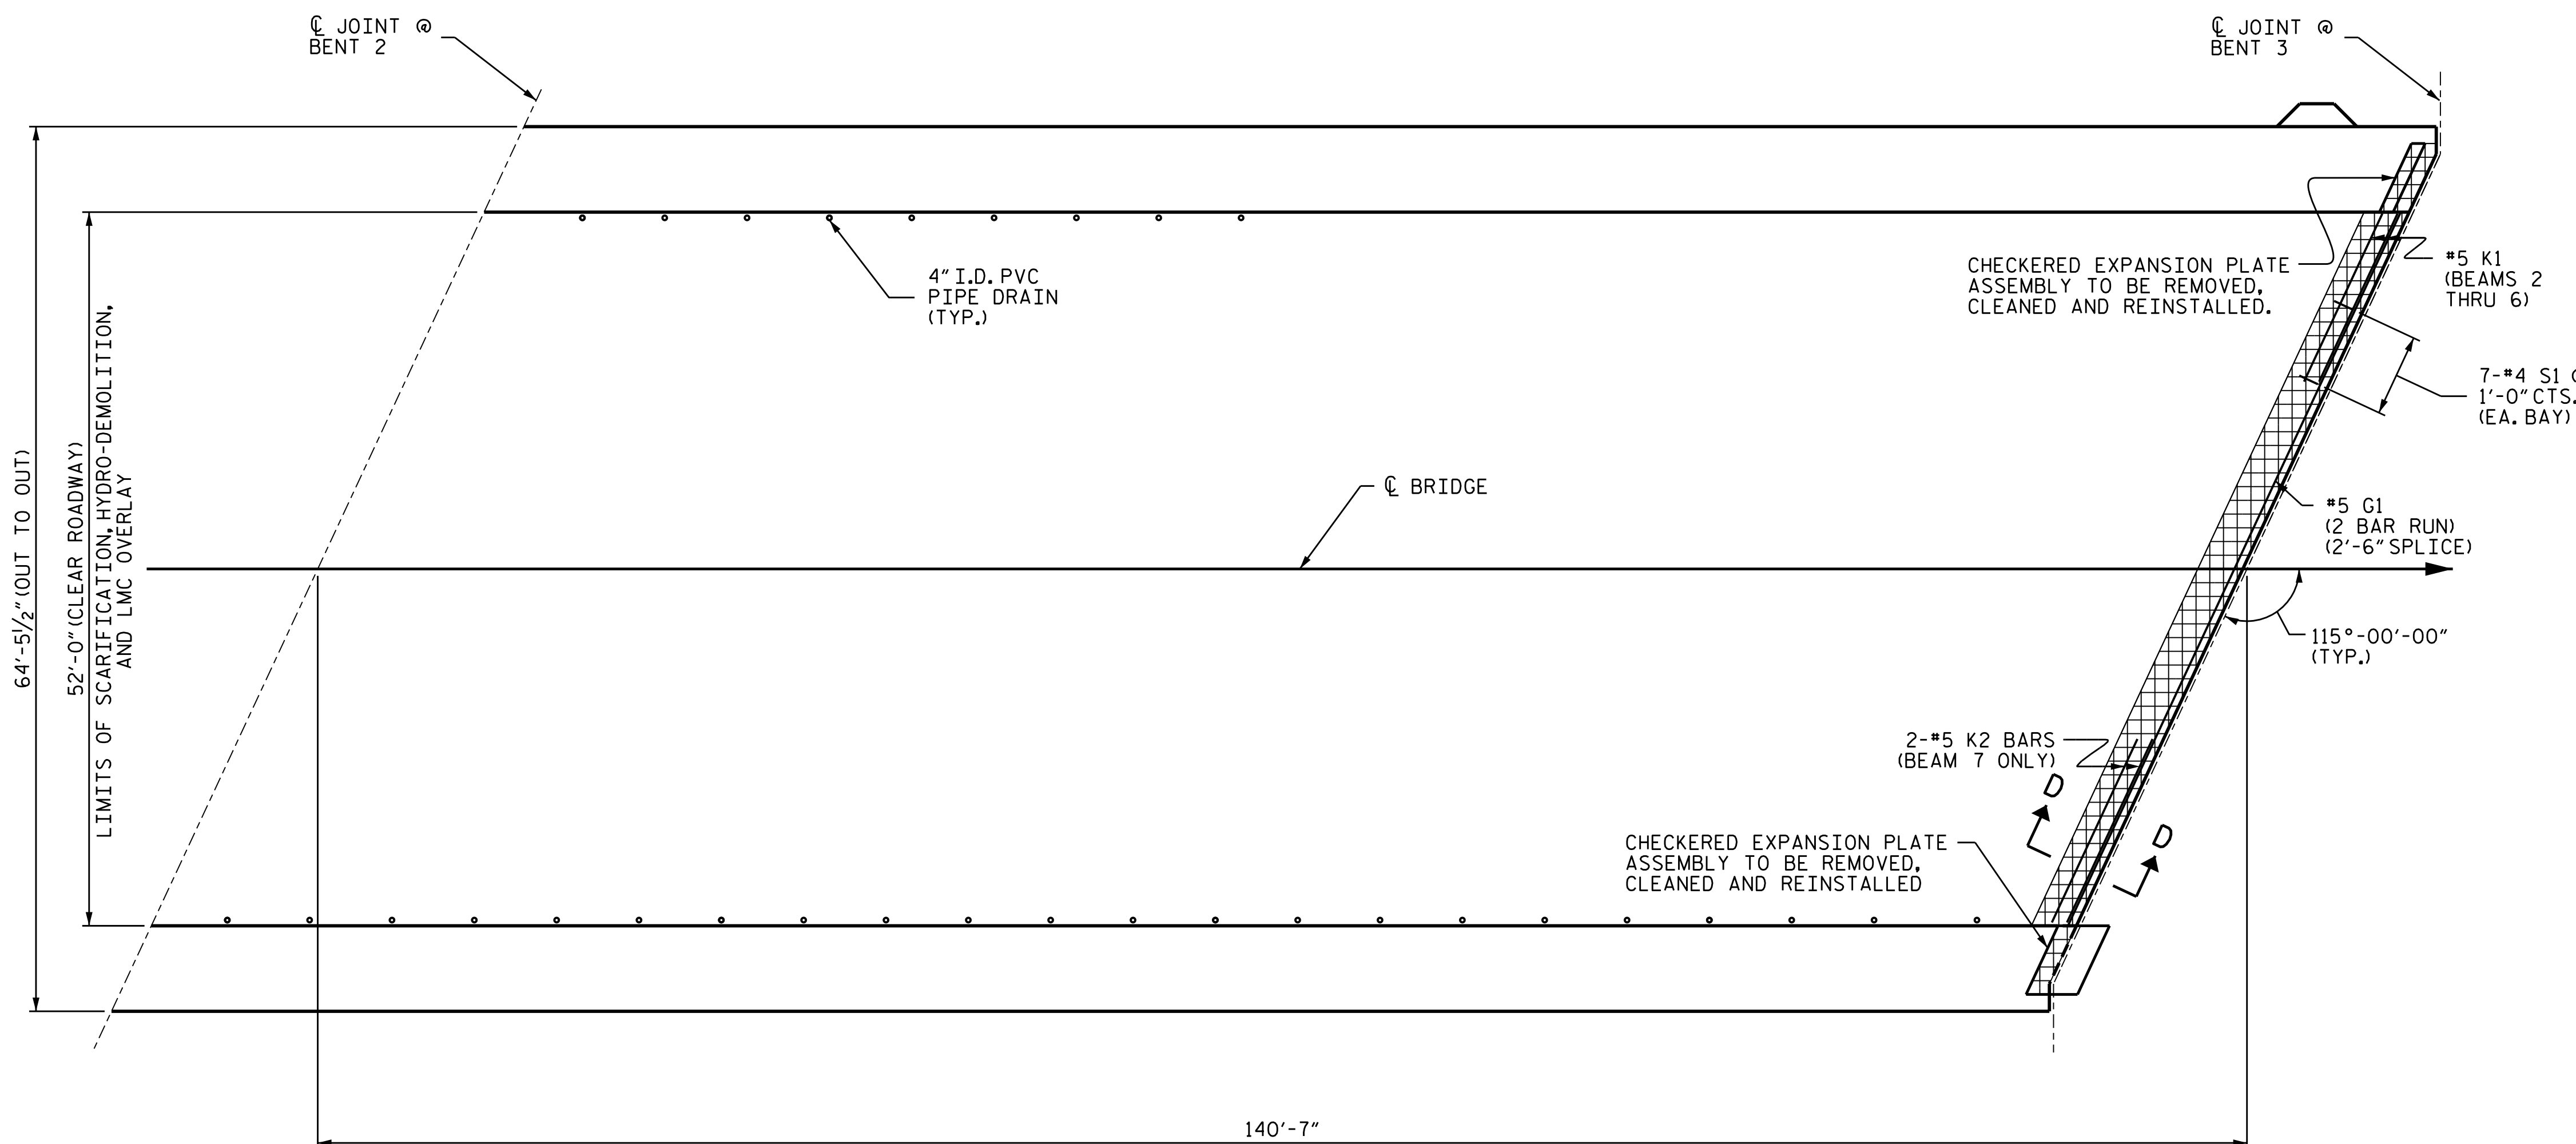 ℄ JOINT @
BENT 2
℄ JOINT @
BENT 3
4" I.D. PVC
PIPE DRAIN
(TYP.)
CHECKERED EXPANSION PLATE
ASSEMBLY TO BE REMOVED,
CLEANED AND REINSTALLED.
#5 K1
(BEAMS 2
THRU 6)
7-#4 S1
1'-0" CTS.
(EA. BAY)
64'-5½" (OUT TO OUT)
52'-0" (CLEAR ROADWAY)
LIMITS OF SCARIFICATION, HYDRO-DEMOLITION,
AND LMC OVERLAY
℄ BRIDGE
#5 G1
(2 BAR RUN)
(2'-6" SPLICE)
115°-00'-00"
(TYP.)
2-#5 K2 BARS
(BEAM 7 ONLY)
D
D
CHECKERED EXPANSION PLATE
ASSEMBLY TO BE REMOVED,
CLEANED AND REINSTALLED
140'-7"